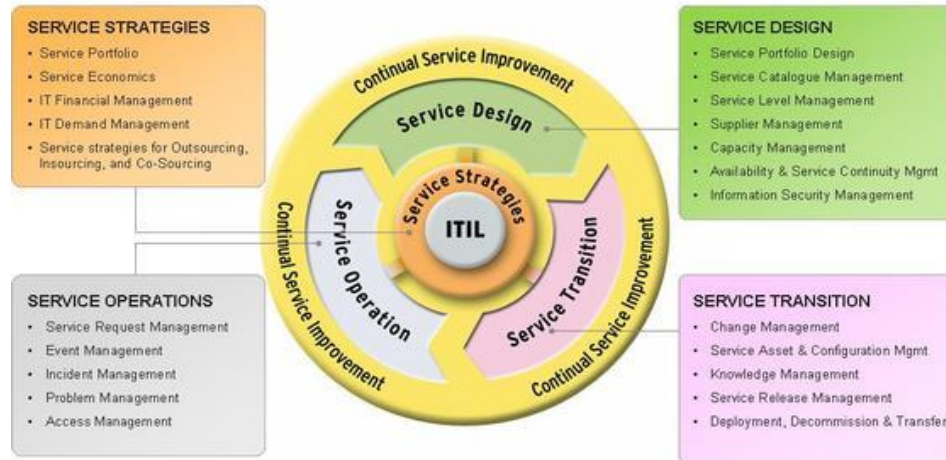 SERVICE STRATEGIES
• Service Portfolio
• Service Economics
• IT Financial Management
• IT Demand Management
• Service strategies for Outsourcing,
Insourcing, and Co-Sourcing
SERVICE OPERATIONS
• Service Request Management
• Event Management
• Incident Management
• Problem Management
• Access Management
Continual Service Improvement
Service Design
Service Strategies
ITIL
Service Operation
Service Transition
Continual Service Improvement
Continual Service Improvement
SERVICE DESIGN
• Service Portfolio Design
• Service Catalogue Management
• Service Level Management
• Supplier Management
• Capacity Management
• Availability & Service Continuity Mgmt
• Information Security Management
SERVICE TRANSITION
• Change Management
• Service Asset & Configuration Mgmt
• Knowledge Management
• Service Release Management
• Deployment, Decommission & Transfer